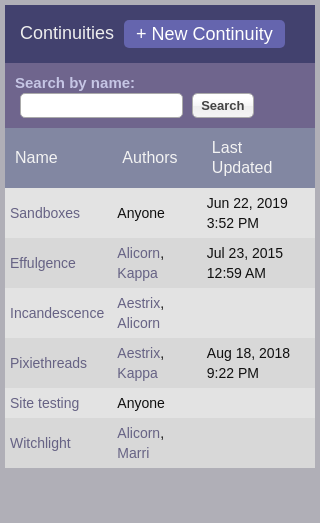 Continuities + New Continuity
Search by name:
Search
Name Authors Last Updated
Sandboxes Anyone Jun 22, 2019 3:52 PM
Effulgence Alicorn, Kappa Jul 23, 2015 12:59 AM
Incandescence Aestrix, Alicorn
Pixiethreads Aestrix, Kappa Aug 18, 2018 9:22 PM
Site testing Anyone
Witchlight Alicorn, Marri